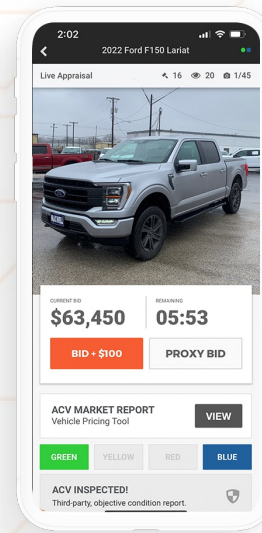 2:02
2022 Ford F150 Lariat
Live Appraisal 16 20 1/45
CURRENT BID REMAINING
$63,450 05:53
BID + $100 PROXY BID
ACV MARKET REPORT
Vehicle Pricing Tool
VIEW
GREEN YELLOW RED BLUE
ACV INSPECTED!
Third-party, objective condition report.